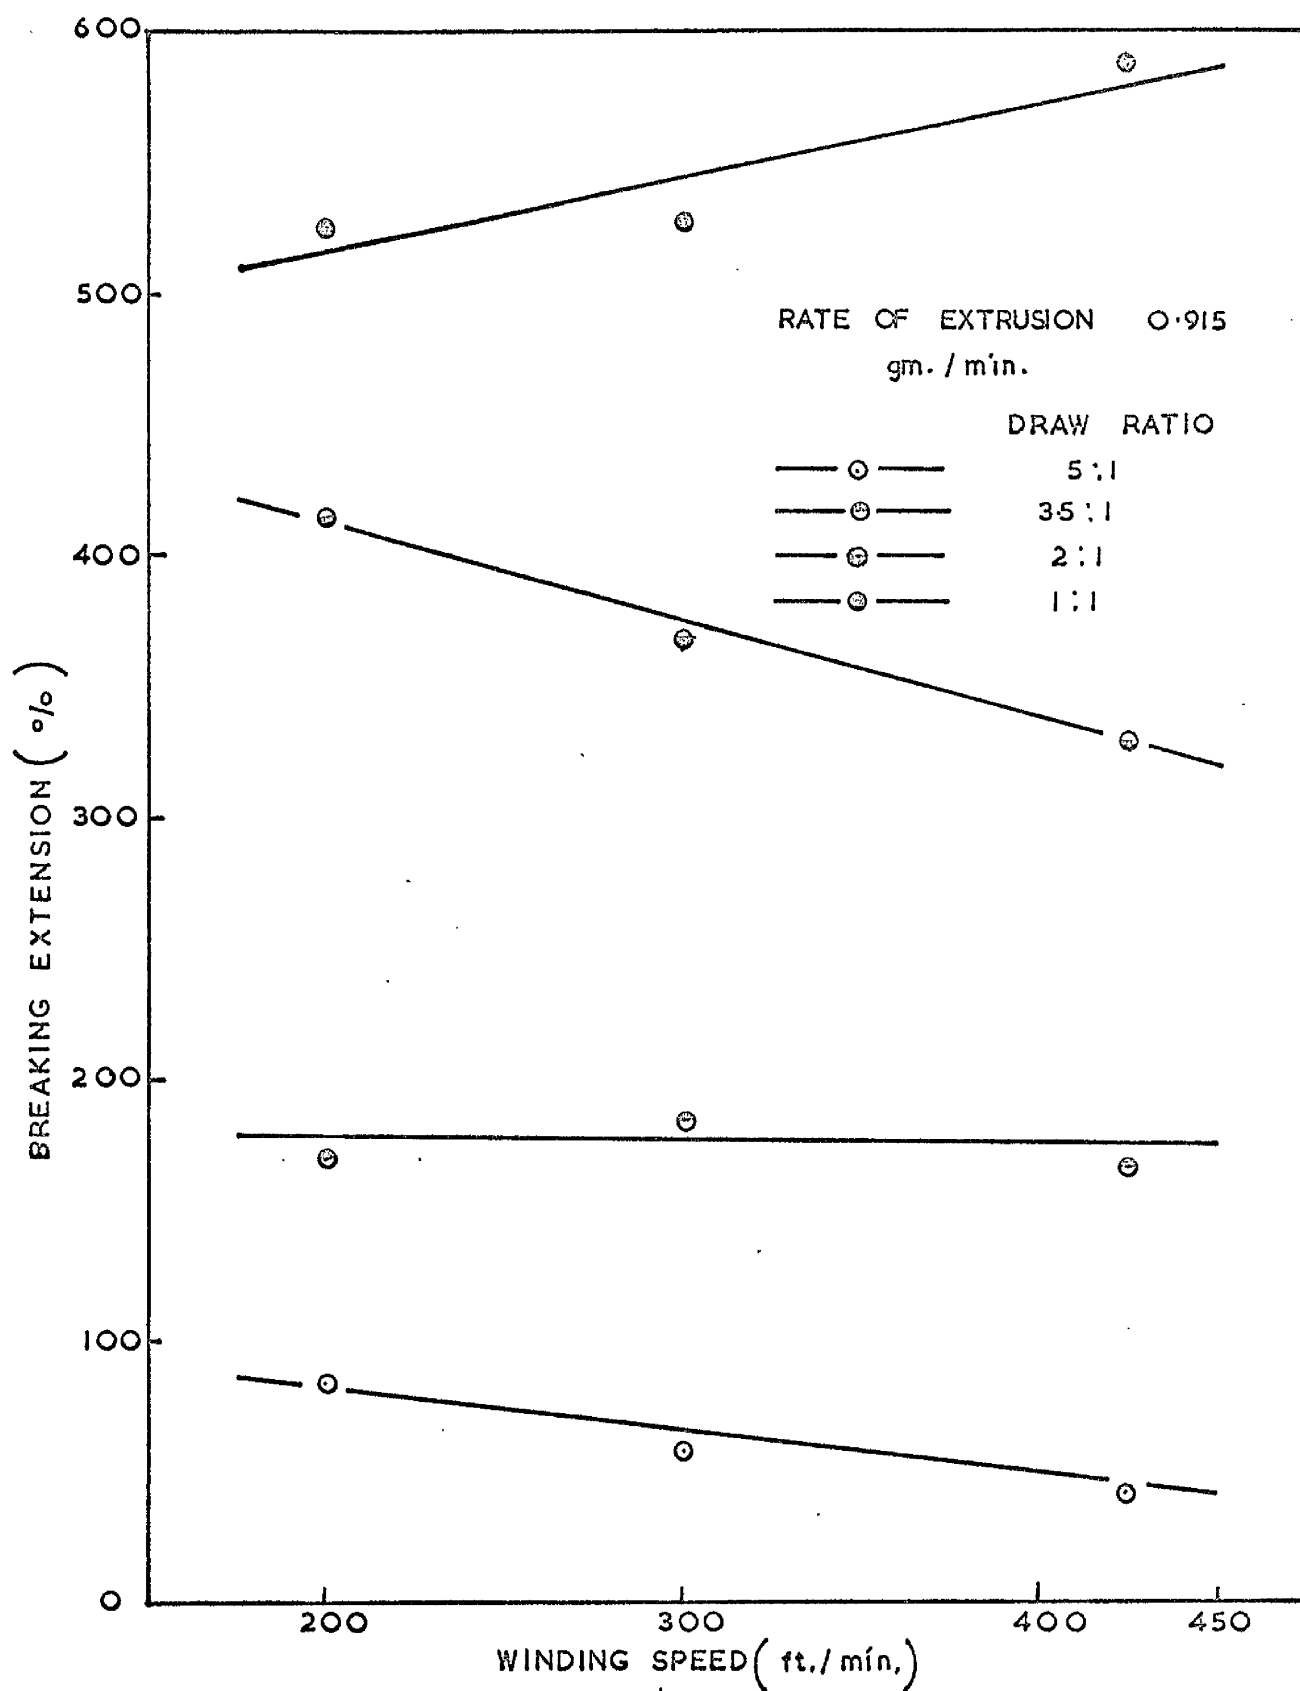 600
500
400
300
200
100
0
BREAKING EXTENSION (%)
RATE OF EXTRUSION 0·915
gm. / min.
DRAW RATIO
5:1
3·5:1
2:1
1:1
200 300 400 450
WINDING SPEED (ft./min.)